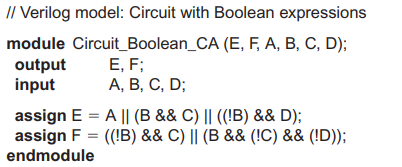 // Verilog model: Circuit with Boolean expressions
module Circuit_Boolean_CA (E, F, A, B, C, D);
output E, F;
input A, B, C, D;
assign E = A || (B && C) || ((!B) && D);
assign F = ((!B) && C) || (B && (!C) && (!D));
endmodule